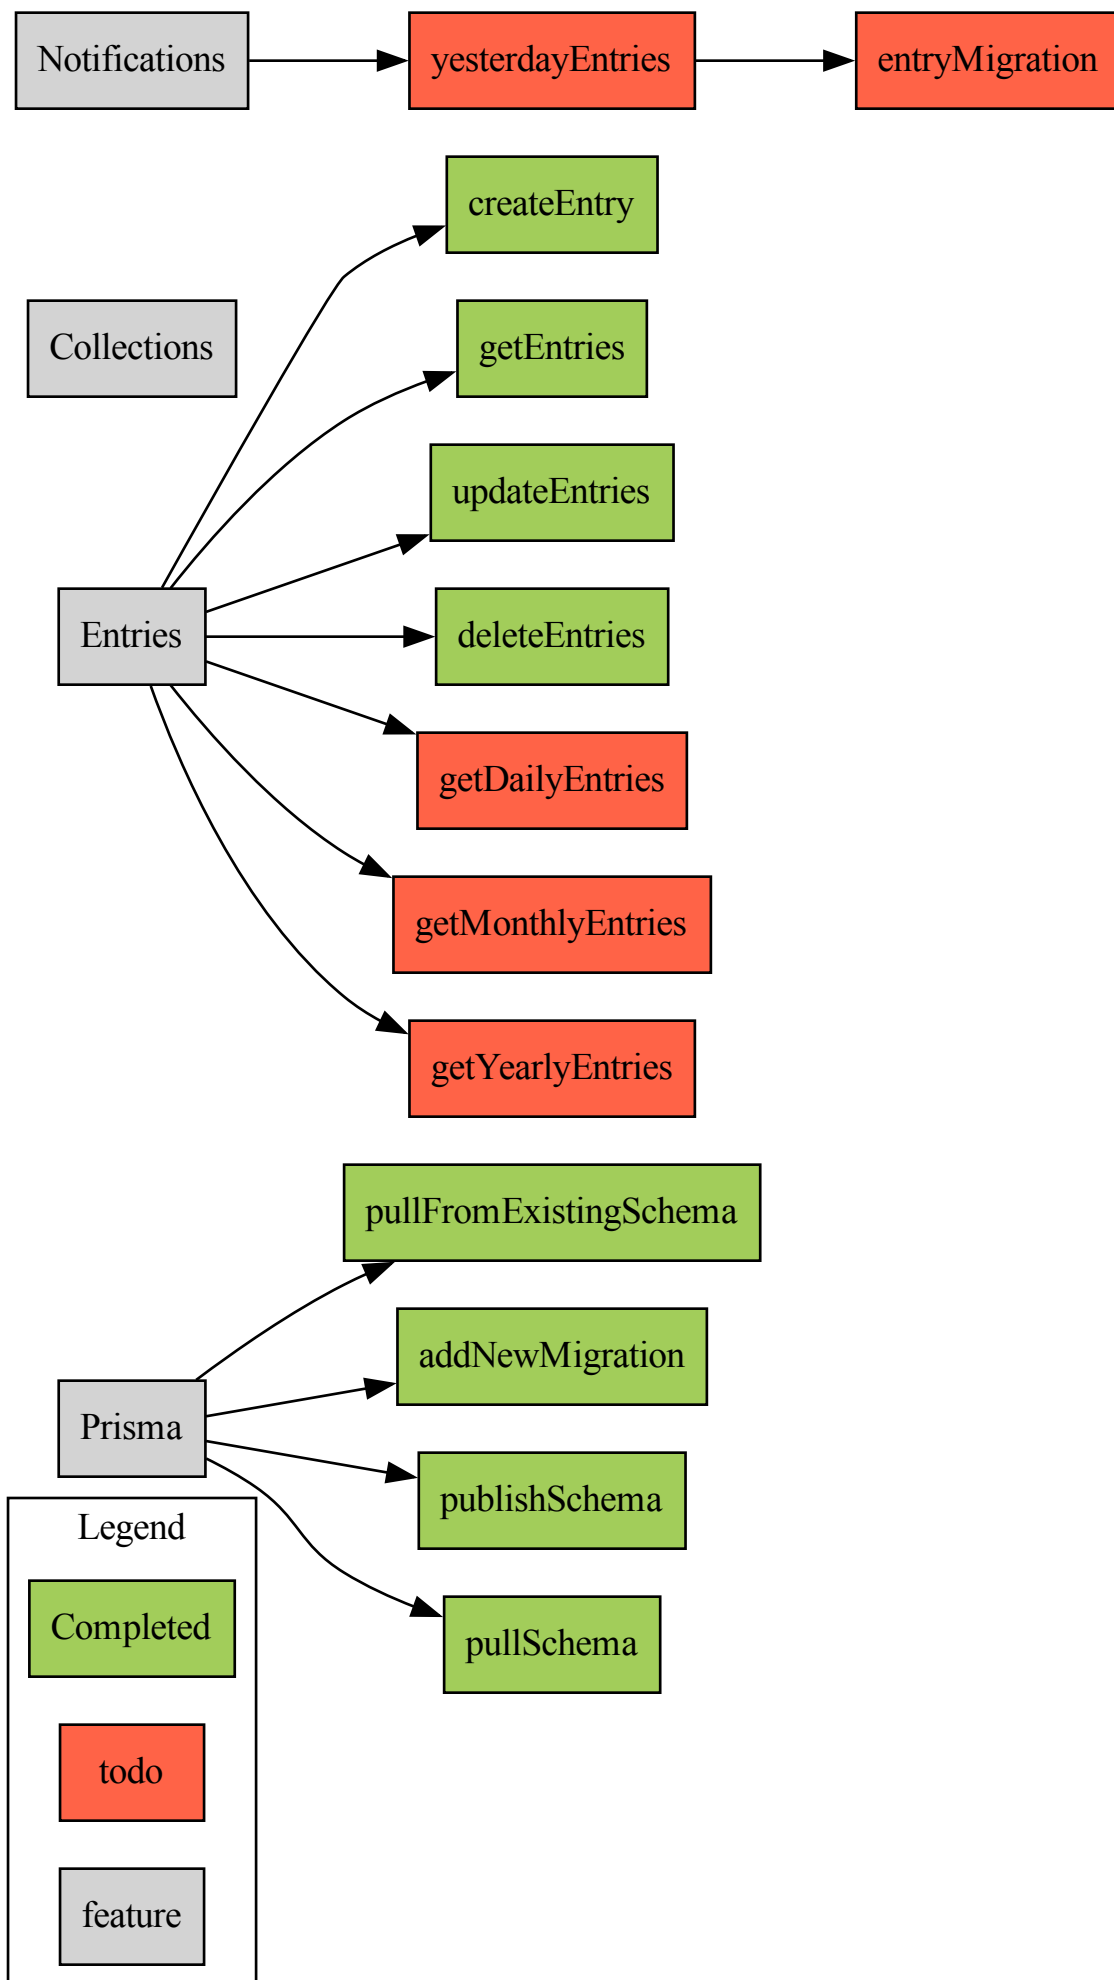 Notifications
yesterdayEntries
entryMigration
createEntry
Collections
getEntries
updateEntries
Entries
deleteEntries
getDailyEntries
getMonthlyEntries
getYearlyEntries
pullFromExistingSchema
addNewMigration
Prisma
publishSchema
pullSchema
Legend
Completed
todo
feature